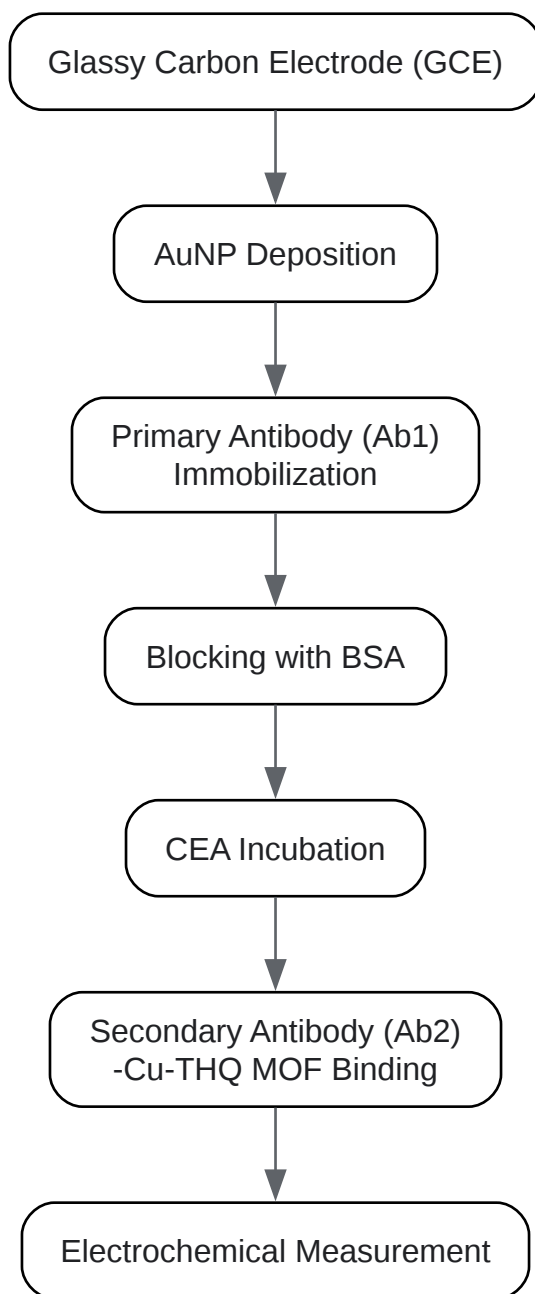 Glassy Carbon Electrode (GCE)
AuNP Deposition
Primary Antibody (Ab1)
Immobilization
Blocking with BSA
CEA Incubation
Secondary Antibody (Ab2)
-Cu-THQ MOF Binding
Electrochemical Measurement